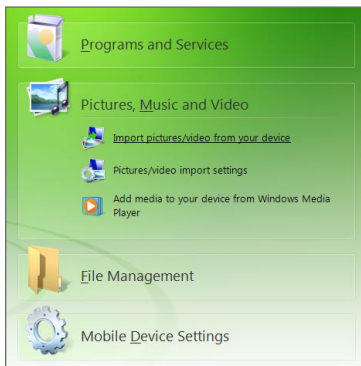 Programs and Services
Pictures, Music and Video
Import pictures/video from your device
Pictures/video import settings
Add media to your device from Windows Media
Player
File Management
Mobile Device Settings